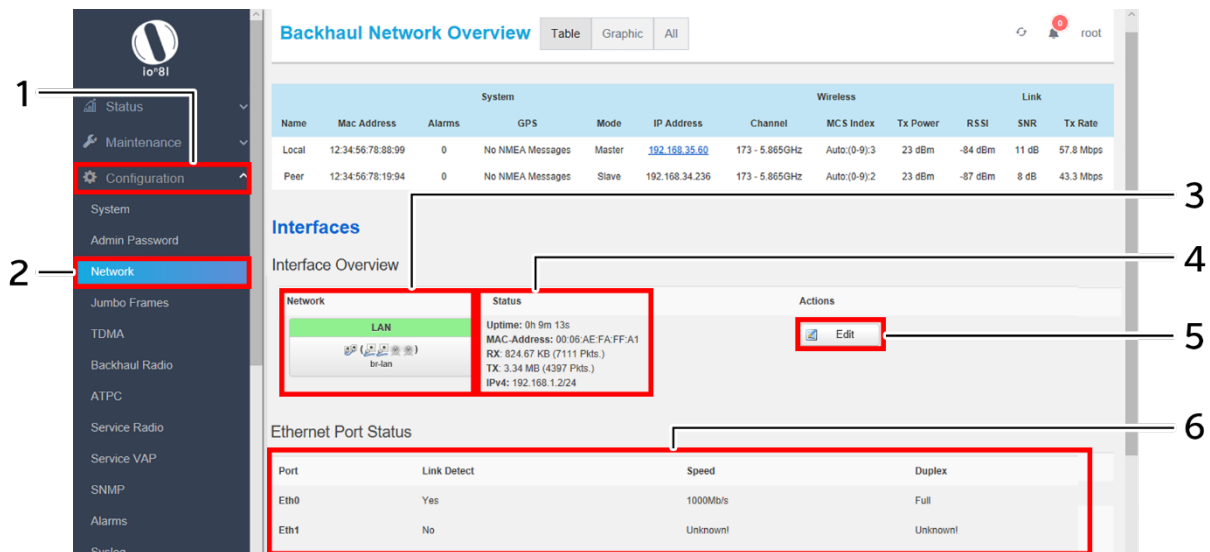 Backhaul Network Overview Table Graphic All 0 root
io"8I
1
Status
Maintenance
Configuration
System
Admin Password
2
Network
Jumbo Frames
TDMA
Backhaul Radio
ATPC
Service Radio
Service VAP
SNMP
Alarms
Syslog
System Wireless Link
Name Mac Address Alarms GPS Mode IP Address Channel MCS Index Tx Power RSSI SNR Tx Rate
Local 12:34:56:78:88:99 0 No NMEA Messages Master 192.168.35.60 173 - 5.865GHz Auto:(0-9):3 23 dBm -84 dBm 11 dB 57.8 Mbps
Peer 12:34:56:78:19:94 0 No NMEA Messages Slave 192.168.34.236 173 - 5.865GHz Auto:(0-9):2 23 dBm -87 dBm 8 dB 43.3 Mbps
3
Interfaces
4
Interface Overview
Network Status Actions
LAN
( )
br-lan
Uptime: 0h 9m 13s
MAC-Address: 00:06:AE:FA:FF:A1
RX: 824.67 KB (7111 Pkts.)
TX: 3.34 MB (4397 Pkts.)
IPv4: 192.168.1.2/24
Edit
5
6
Ethernet Port Status
Port Link Detect Speed Duplex
Eth0 Yes 1000Mb/s Full
Eth1 No Unknown! Unknown!